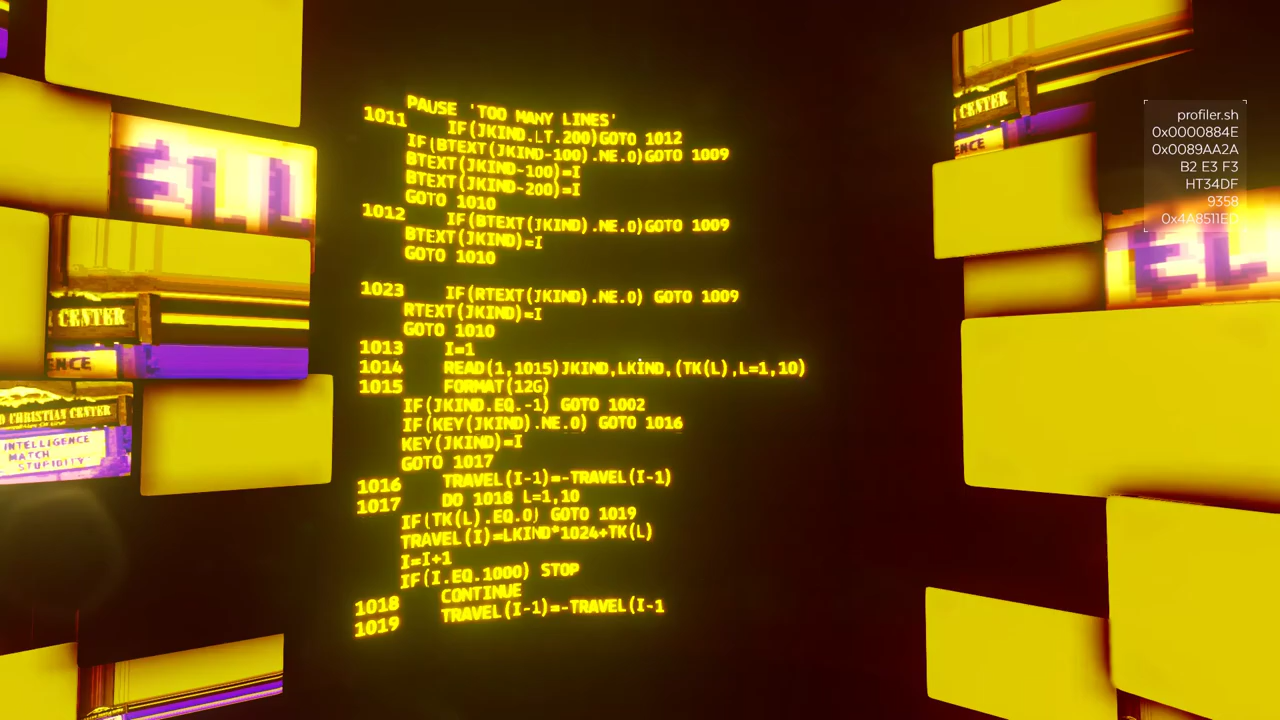 PAUSE 'TOO MANY LINES'
1011 IF(JKIND.LT.200)GOTO 1012
IF(BTEXT(JKIND-100).NE.0)GOTO 1009
BTEXT(JKIND-100)=I
BTEXT(JKIND-200)=I
GOTO 1010
1012 IF(BTEXT(JKIND).NE.0)GOTO 1009
BTEXT(JKIND)=I
GOTO 1010
1023 IF(RTEXT(JKIND).NE.0) GOTO 1009
RTEXT(JKIND)=I
GOTO 1010
1013 I=1
1014 READ(1,1015)JKIND,LKIND,(TK(L),L=1,10)
1015 FORMAT(12G)
IF(JKIND.EQ.-1) GOTO 1002
IF(KEY(JKIND).NE.0) GOTO 1016
KEY(JKIND)=I
GOTO 1017
1016 TRAVEL(I-1)=-TRAVEL(I-1)
1017 DO 1018 L=1,10
IF(TK(L).EQ.0) GOTO 1019
TRAVEL(I)=LKIND*1024+TK(L)
I=I+1
IF(I.EQ.1000) STOP
1018 CONTINUE
1019 TRAVEL(I-1)=-TRAVEL(I-1
profiler.sh
0x0000884E
0x0089AA2A
B2 E3 F3
HT34DF
9358
0x4A8511ED
CENTER
ENCE
CHRISTIAN CENTER
INTELLIGENCE
MATCH
STUPIDITY
CENTER
ENCE